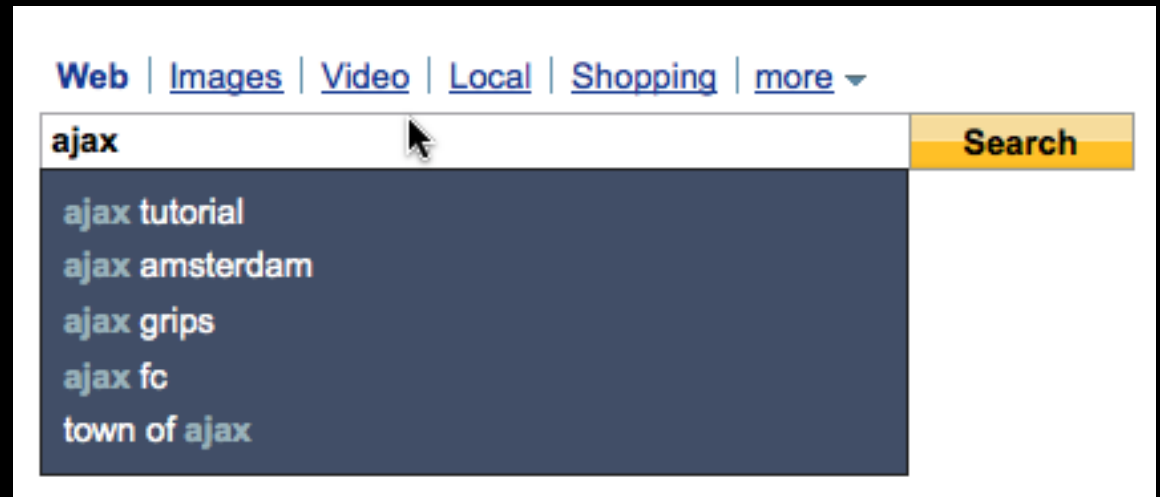 Web Images Video Local Shopping more
ajax Search
ajax tutorial
ajax amsterdam
ajax grips
ajax fc
town of ajax